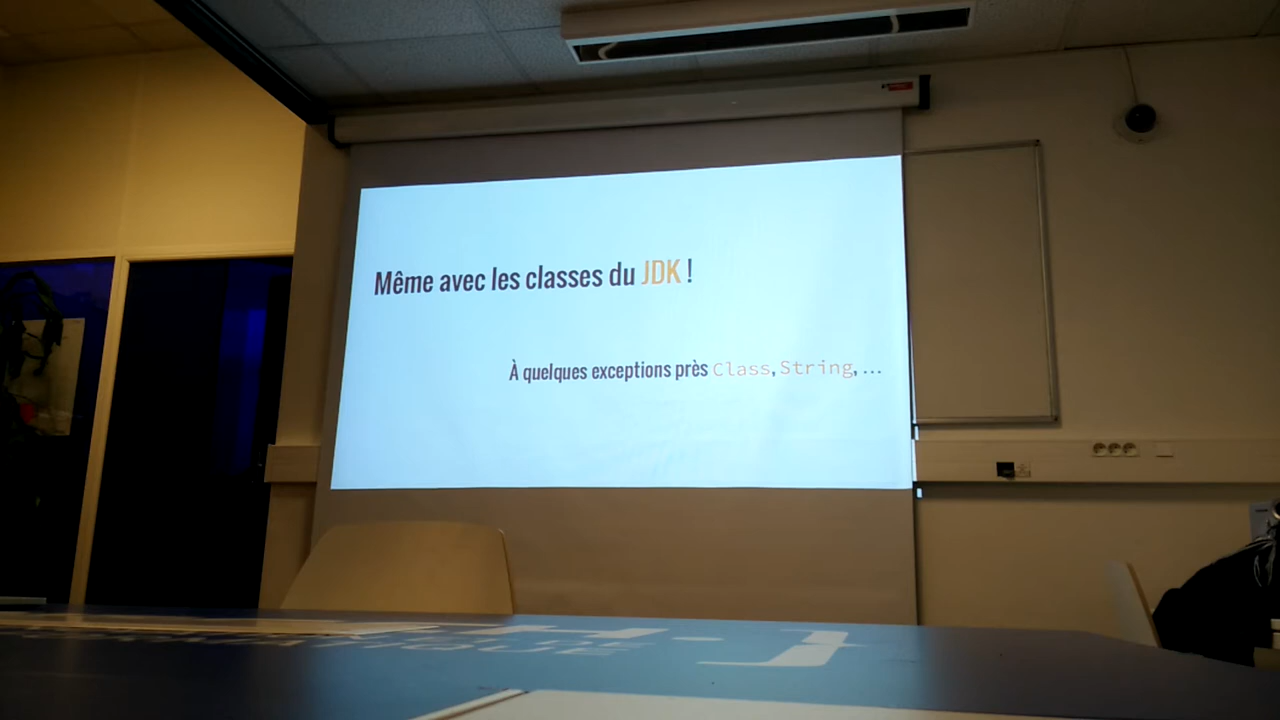 Même avec les classes du JDK !
À quelques exceptions près Class, String, ...